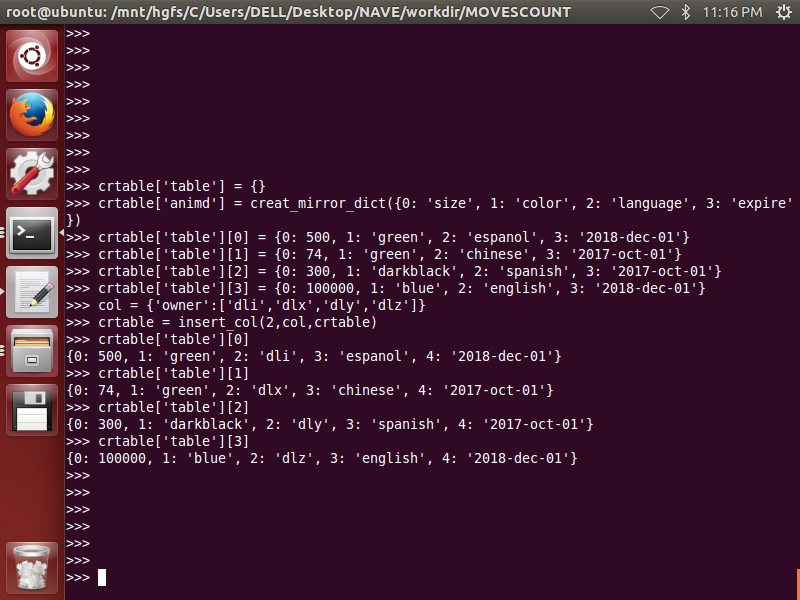 root@ubuntu: /mnt/hgfs/C/Users/DELL/Desktop/NAVE/workdir/MOVESCOUNT 11:16 PM
>>>
>>>
>>>
>>>
>>>
>>>
>>>
>>>
>>>
>>> crtable['table'] = {}
>>> crtable['animd'] = creat_mirror_dict({0: 'size', 1: 'color', 2: 'language', 3: 'expire'
})
>>> crtable['table'][0] = {0: 500, 1: 'green', 2: 'espanol', 3: '2018-dec-01'}
>>> crtable['table'][1] = {0: 74, 1: 'green', 2: 'chinese', 3: '2017-oct-01'}
>>> crtable['table'][2] = {0: 300, 1: 'darkblack', 2: 'spanish', 3: '2017-oct-01'}
>>> crtable['table'][3] = {0: 100000, 1: 'blue', 2: 'english', 3: '2018-dec-01'}
>>> col = {'owner':['dli','dlx','dly','dlz']}
>>> crtable = insert_col(2,col,crtable)
>>> crtable['table'][0]
{0: 500, 1: 'green', 2: 'dli', 3: 'espanol', 4: '2018-dec-01'}
>>> crtable['table'][1]
{0: 74, 1: 'green', 2: 'dlx', 3: 'chinese', 4: '2017-oct-01'}
>>> crtable['table'][2]
{0: 300, 1: 'darkblack', 2: 'dly', 3: 'spanish', 4: '2017-oct-01'}
>>> crtable['table'][3]
{0: 100000, 1: 'blue', 2: 'dlz', 3: 'english', 4: '2018-dec-01'}
>>>
>>>
>>>
>>>
>>>
>>>
>>>